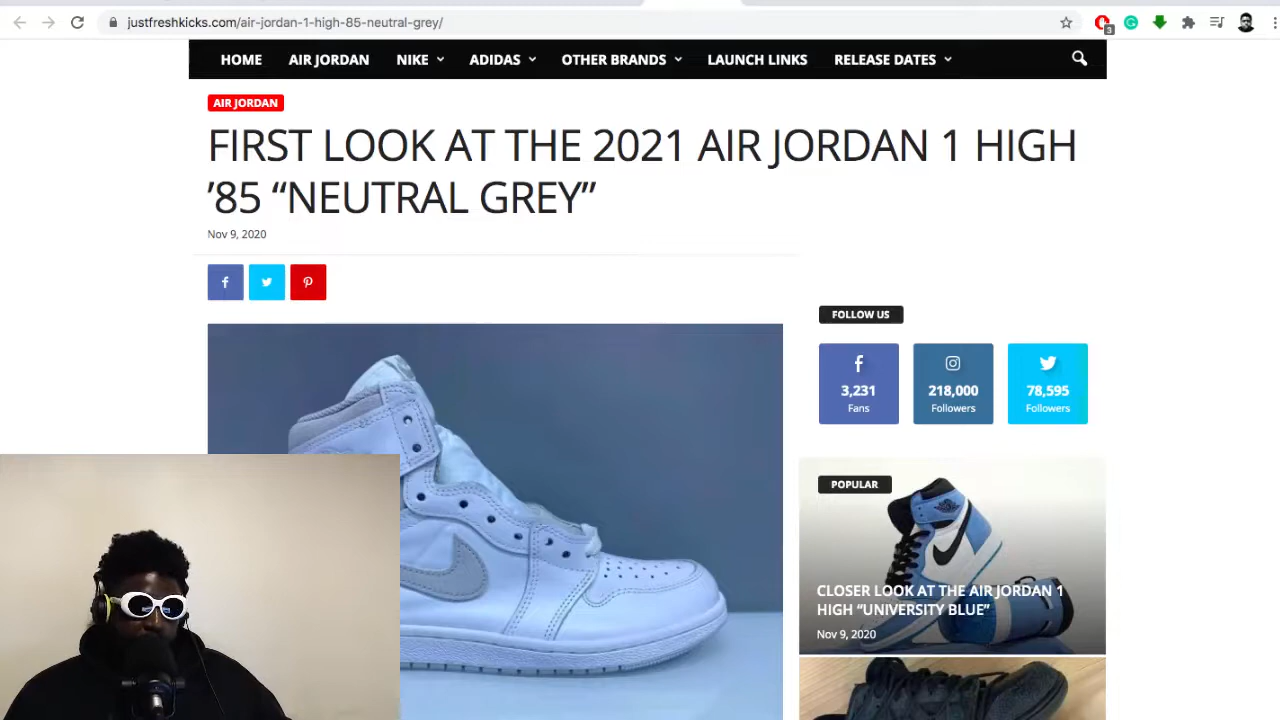 justfreshkicks.com/air-jordan-1-high-85-neutral-grey/
3
HOME AIR JORDAN NIKE ADIDAS OTHER BRANDS LAUNCH LINKS RELEASE DATES
AIR JORDAN
FIRST LOOK AT THE 2021 AIR JORDAN 1 HIGH
’85 “NEUTRAL GREY”
Nov 9, 2020
FOLLOW US
3,231
Fans
218,000
Followers
78,595
Followers
POPULAR
CLOSER LOOK AT THE AIR JORDAN 1
HIGH “UNIVERSITY BLUE”
Nov 9, 2020